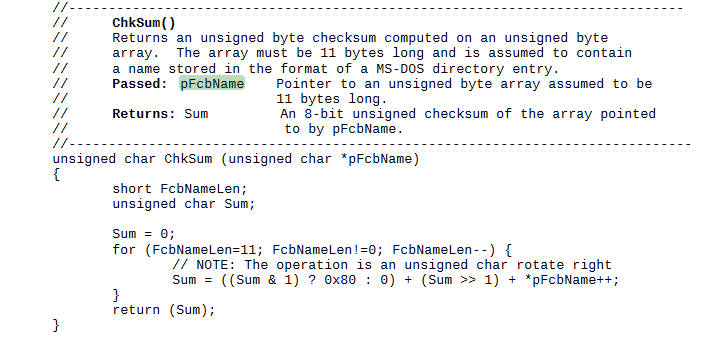 //-----------------------------------------------------------------------------
//	ChkSum()
//	Returns an unsigned byte checksum computed on an unsigned byte
//	array.  The array must be 11 bytes long and is assumed to contain
//	a name stored in the format of a MS-DOS directory entry.
//	Passed:  pFcbName    Pointer to an unsigned byte array assumed to be
//	                     11 bytes long.
//	Returns: Sum         An 8-bit unsigned checksum of the array pointed
//	                     to by pFcbName.
//------------------------------------------------------------------------------
unsigned char ChkSum (unsigned char *pFcbName)
{
	short FcbNameLen;
	unsigned char Sum;

	Sum = 0;
	for (FcbNameLen=11; FcbNameLen!=0; FcbNameLen--) {
		// NOTE: The operation is an unsigned char rotate right
		Sum = ((Sum & 1) ? 0x80 : 0) + (Sum >> 1) + *pFcbName++;
	}
	return (Sum);
}